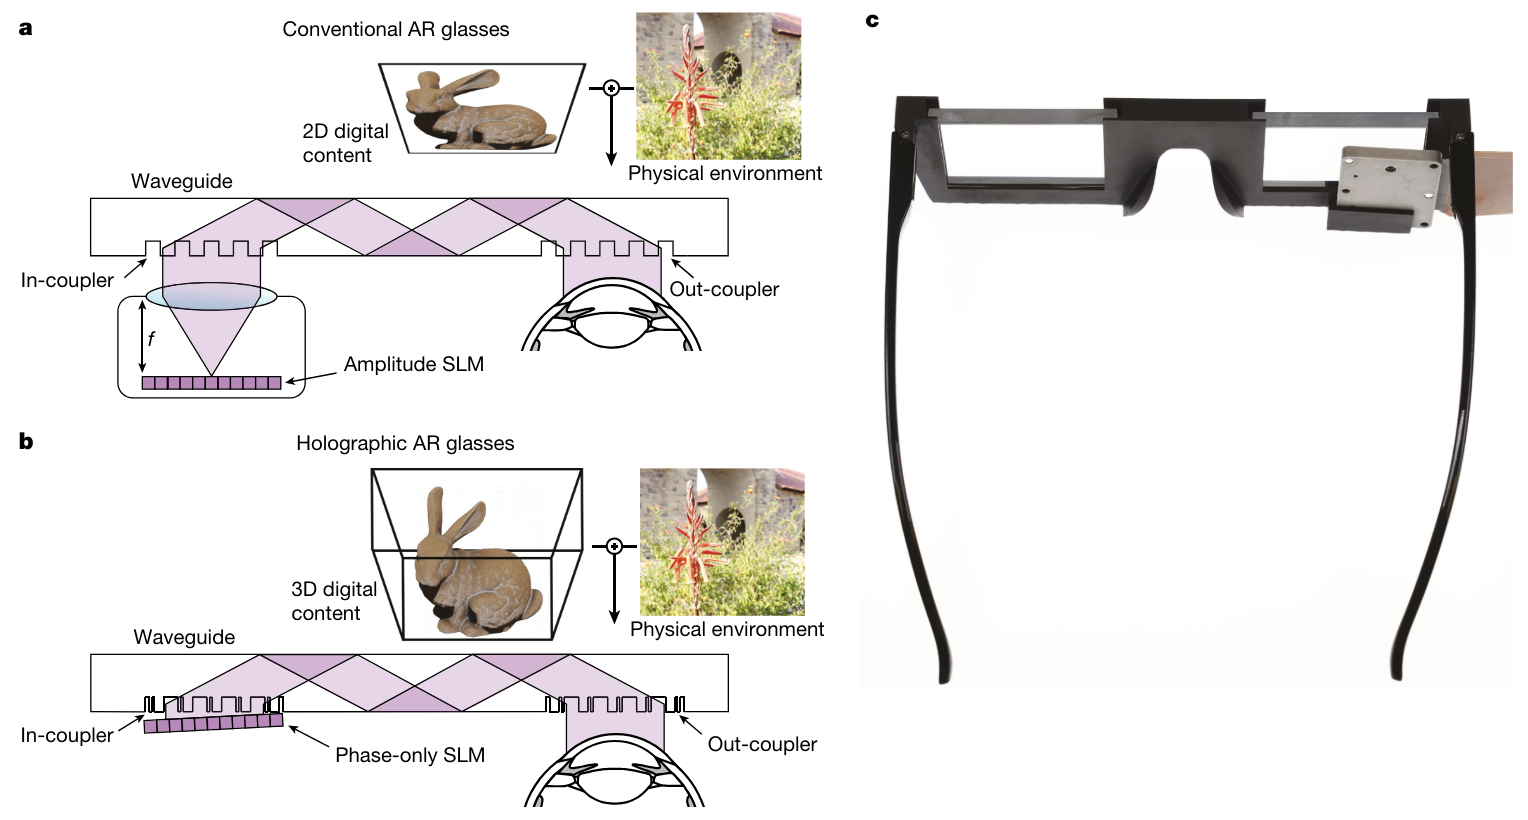 a
Conventional AR glasses
2D digital
content
Physical environment
Waveguide
In-coupler
Out-coupler
f
Amplitude SLM
b
Holographic AR glasses
3D digital
content
Physical environment
Waveguide
In-coupler
Out-coupler
Phase-only SLM
c